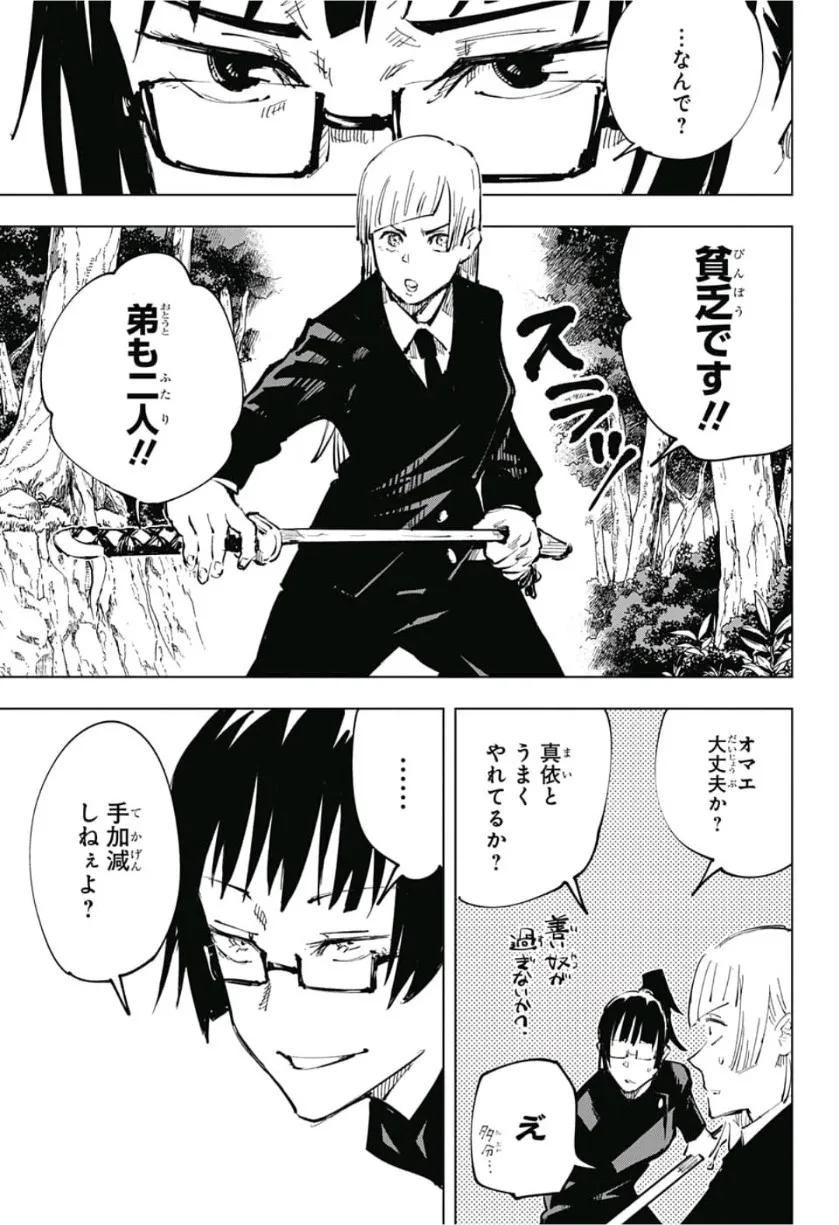 …なんで？
貧乏です!!
スラッ
弟も二人!!
オマエ
大丈夫か？
真依と
うまく
やれてるか？
善い奴が
過ぎないか？
え
多分…
……
手加減
しねぇよ？